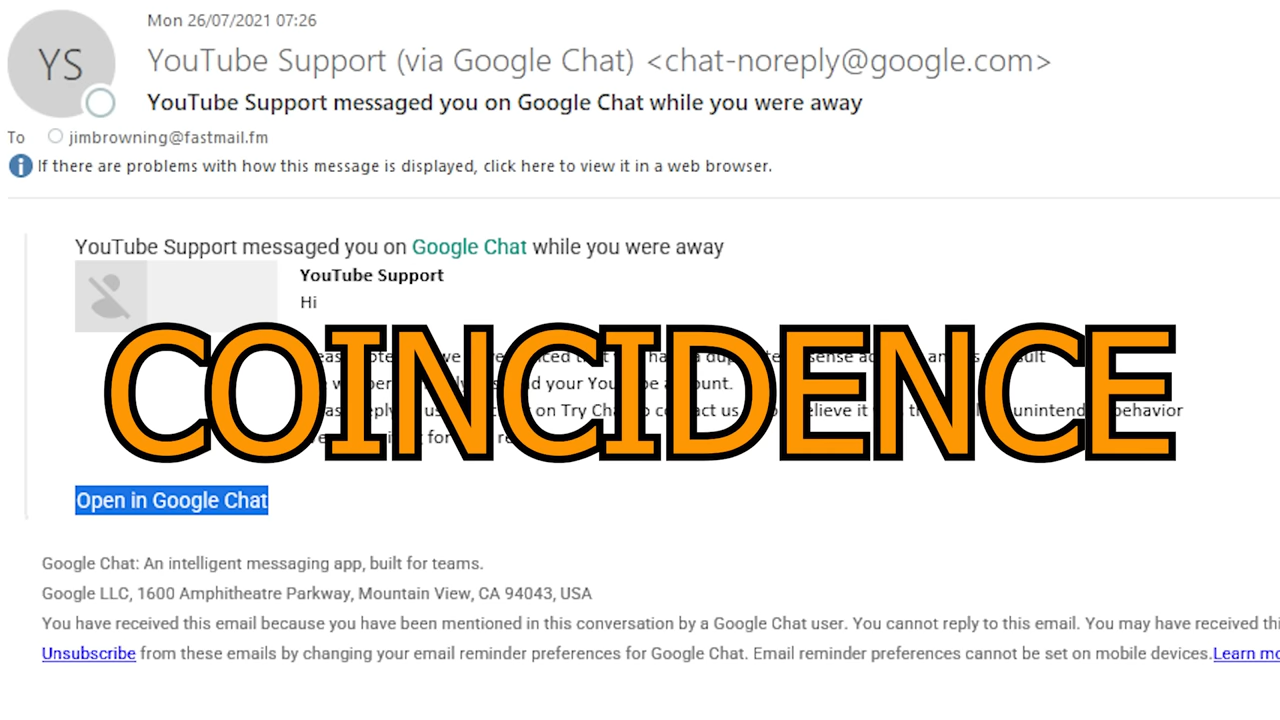 Mon 26/07/2021 07:26
YS
YouTube Support (via Google Chat) <chat-noreply@google.com>
YouTube Support messaged you on Google Chat while you were away
To jimbrowning@fastmail.fm
i If there are problems with how this message is displayed, click here to view it in a web browser.
YouTube Support messaged you on Google Chat while you were away
YouTube Support
Hi
COINCIDENCE
your account.
on Try
behavior
for
Open in Google Chat
Google Chat: An intelligent messaging app, built for teams.
Google LLC, 1600 Amphitheatre Parkway, Mountain View, CA 94043, USA
You have received this email because you have been mentioned in this conversation by a Google Chat user. You cannot reply to this email. You may have received
Unsubscribe from these emails by changing your email reminder preferences for Google Chat. Email reminder preferences cannot be set on mobile devices. Learn